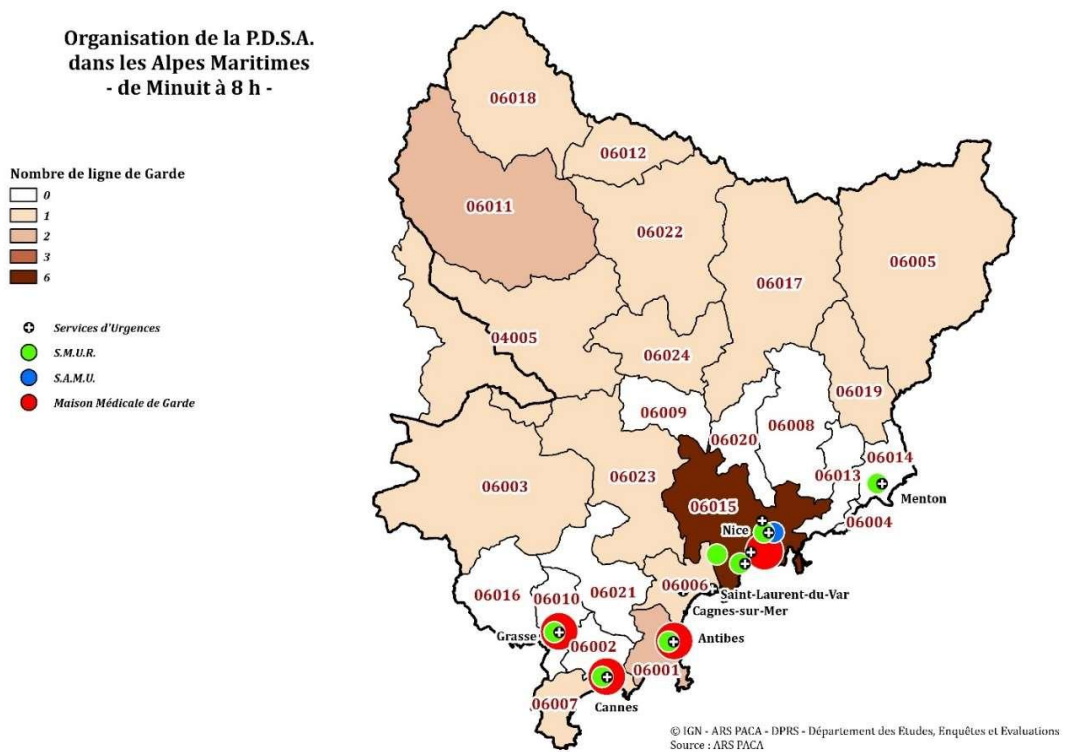 Organisation de la P.D.S.A.
dans les Alpes Maritimes
- de Minuit à 8 h -
Nombre de ligne de Garde
0
1
2
3
6
Services d'Urgences
S.M.U.R.
S.A.M.U.
Maison Médicale de Garde
06018
06012
06011
06022
06005
06017
04005
06024
06019
06009
06008
06020
06014
06013
06023
06003
Menton
06015
06004
Nice
06006
Saint-Laurent-du-Var
Cagnes-sur-Mer
06021
06016
06010
Grasse
Antibes
06002
06001
06007
Cannes
© IGN - ARS PACA - DPRS - Département des Etudes, Enquêtes et Evaluations
Source : ARS PACA